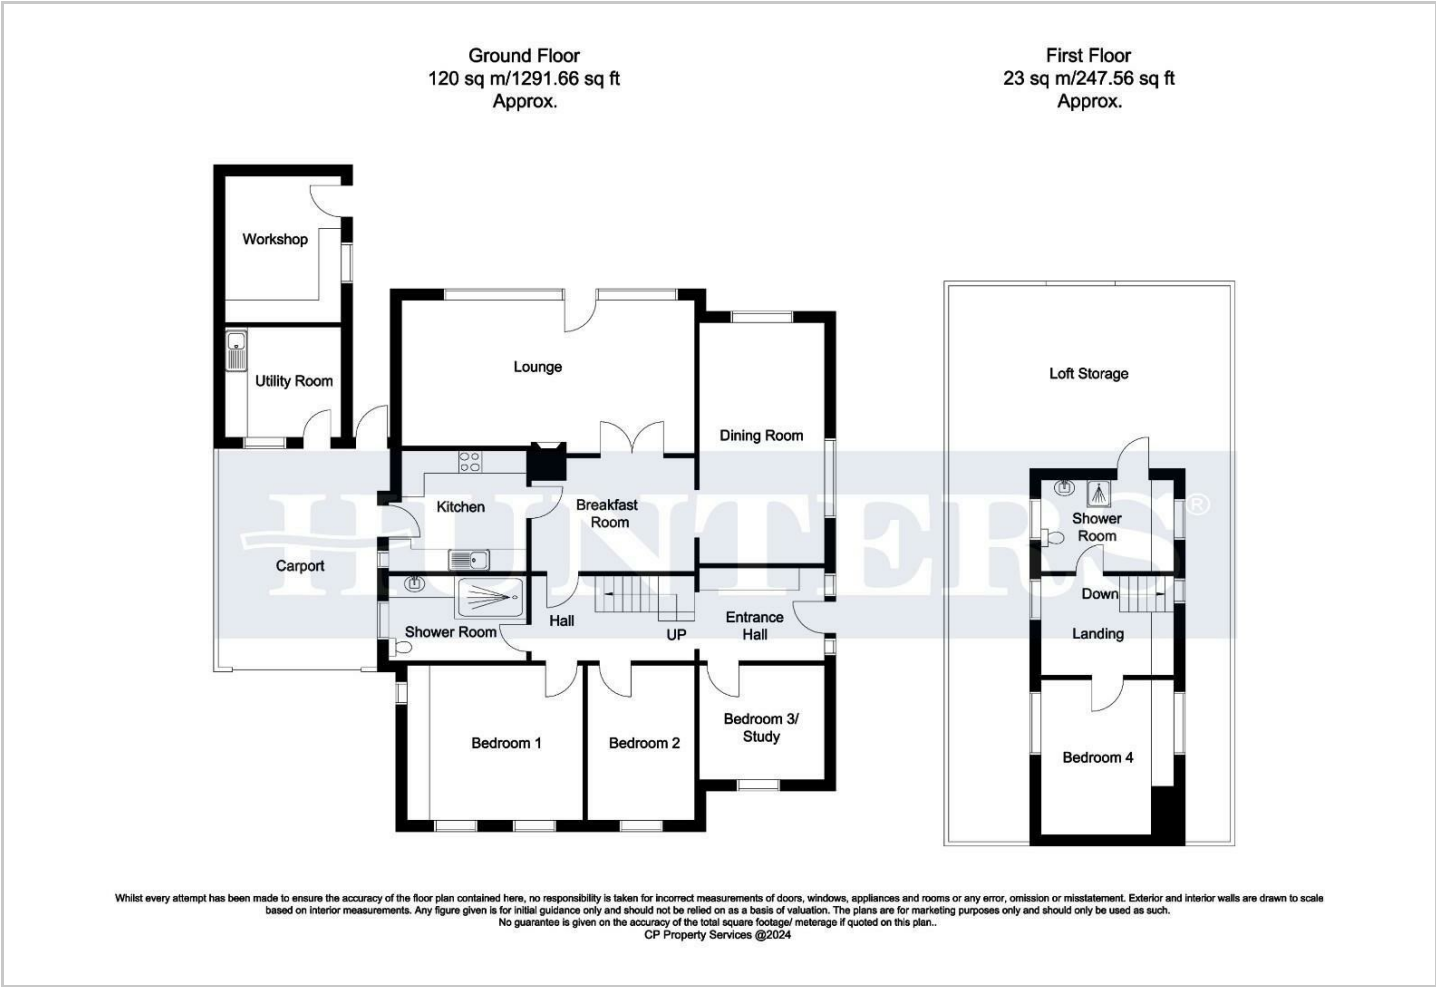 Ground Floor
120 sq m/1291.66 sq ft
Approx.
First Floor
23 sq m/247.56 sq ft
Approx.
Workshop
Utility Room
Lounge
Loft Storage
Dining Room
Kitchen
Breakfast
Room
HUNTERS®
Shower
Room
Carport
Down
Hall
Entrance
Hall
Shower Room
UP
Landing
Bedroom 3/
Study
Bedroom 1
Bedroom 2
Bedroom 4
Whilst every attempt has been made to ensure the accuracy of the floor plan contained here, no responsibility is taken for incorrect measurements of doors, windows, appliances and rooms or any error, omission or misstatement. Exterior and interior walls are drawn to scale
based on interior measurements. Any figure given is for initial guidance only and should not be relied on as a basis of valuation. The plans are for marketing purposes only and should only be used as such.
No guarantee is given on the accuracy of the total square footage/ meterage if quoted on this plan..
CP Property Services @2024